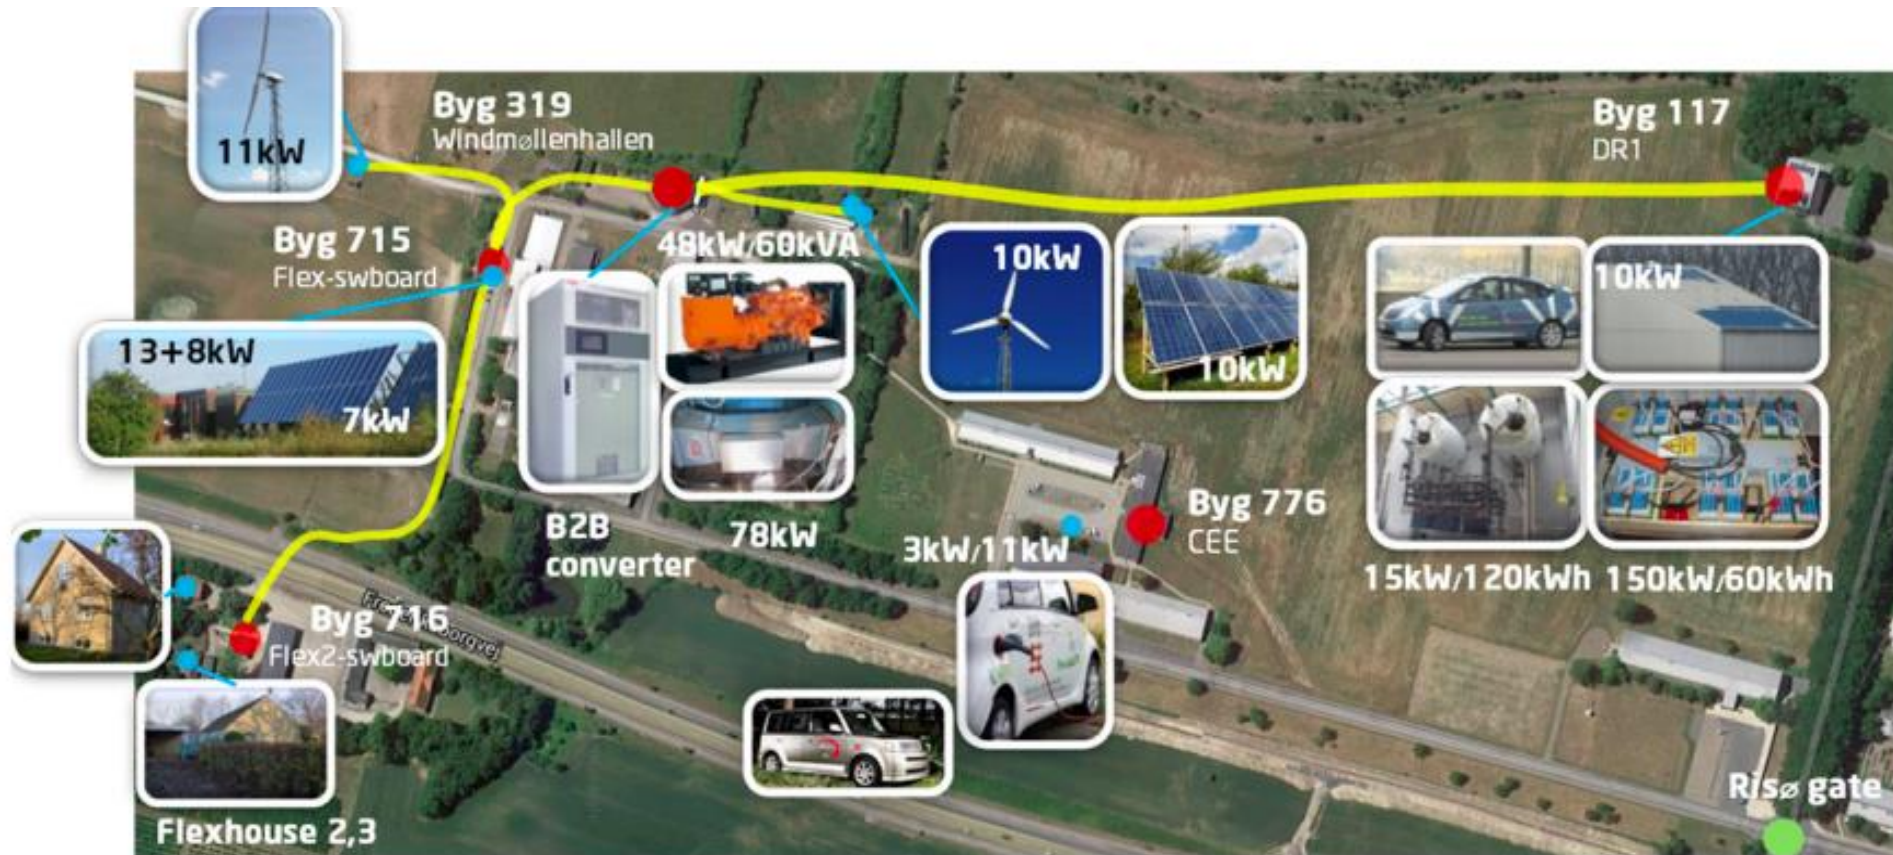 11kW
Byg 319
Windmøllenhallen
Byg 117
DR1
Byg 715
Flex-swboard
48kW/60kVA
10kW
10kW
10kW
13+8kW
7kW
B2B
converter
78kW
3kW/11kW
Byg 776
CEE
15kW/120kWh
150kW/60kWh
Byg 716
Flex2-swboard
Flexhouse 2,3
Risø gate